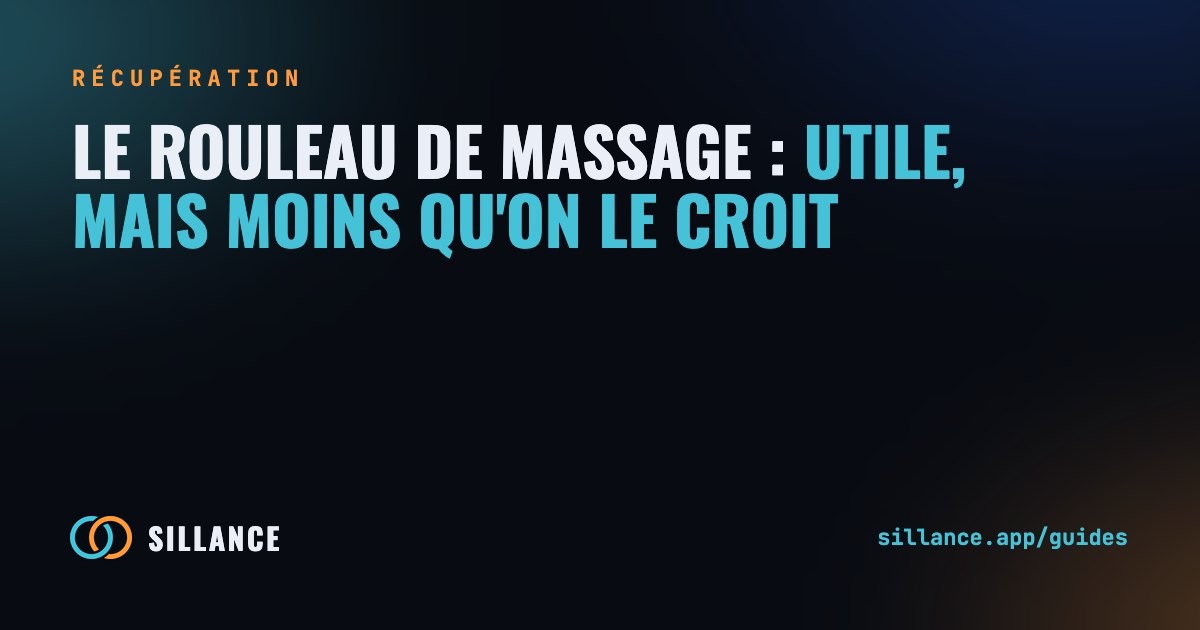 RÉCUPÉRATION
LE ROULEAU DE MASSAGE : UTILE,
MAIS MOINS QU'ON LE CROIT
SILLANCE
sillance.app/guides